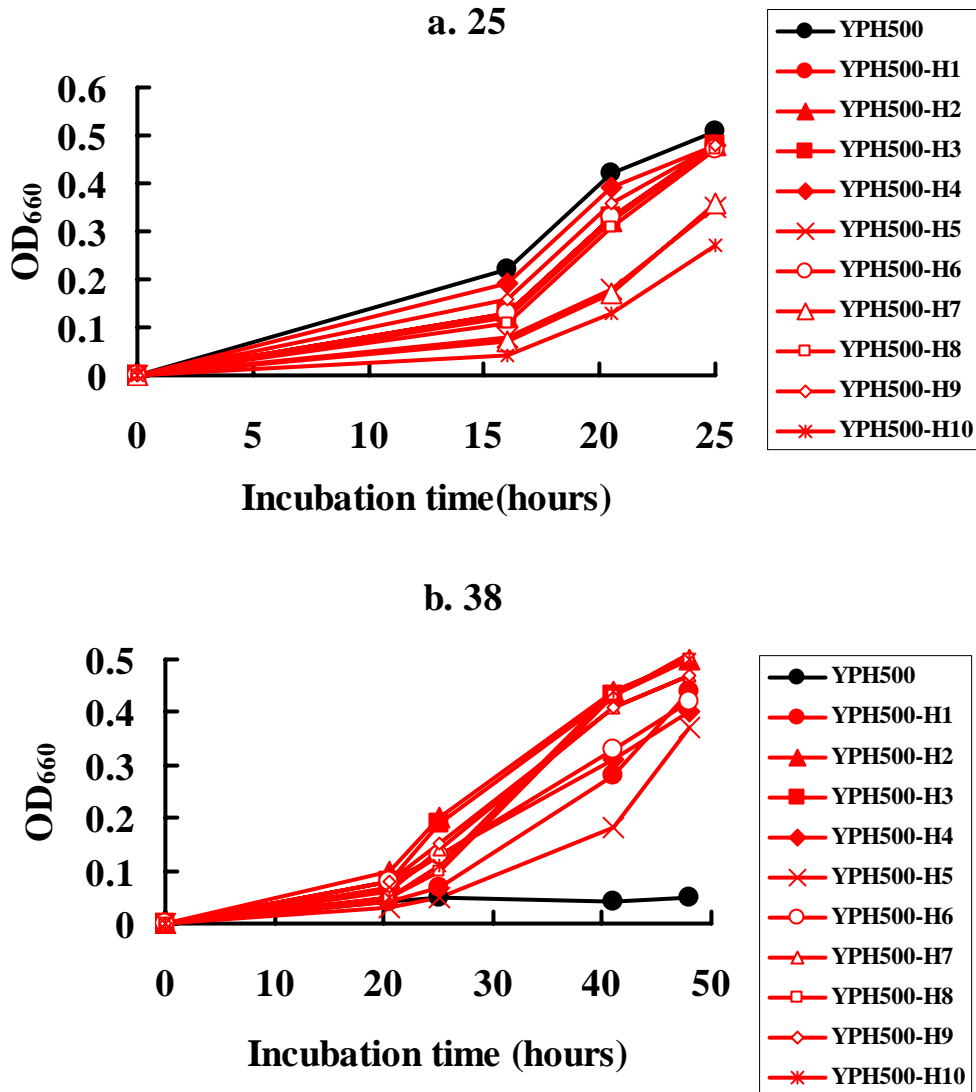 a. 25
0.6
0.5
0.4
0.3
0.2
0.1
0
OD660
0 5 10 15 20 25
Incubation time(hours)
YPH500
YPH500-H1
YPH500-H2
YPH500-H3
YPH500-H4
YPH500-H5
YPH500-H6
YPH500-H7
YPH500-H8
YPH500-H9
YPH500-H10
b. 38
0.5
0.4
0.3
0.2
0.1
0
OD660
0 10 20 30 40 50
Incubation time (hours)
YPH500
YPH500-H1
YPH500-H2
YPH500-H3
YPH500-H4
YPH500-H5
YPH500-H6
YPH500-H7
YPH500-H8
YPH500-H9
YPH500-H10